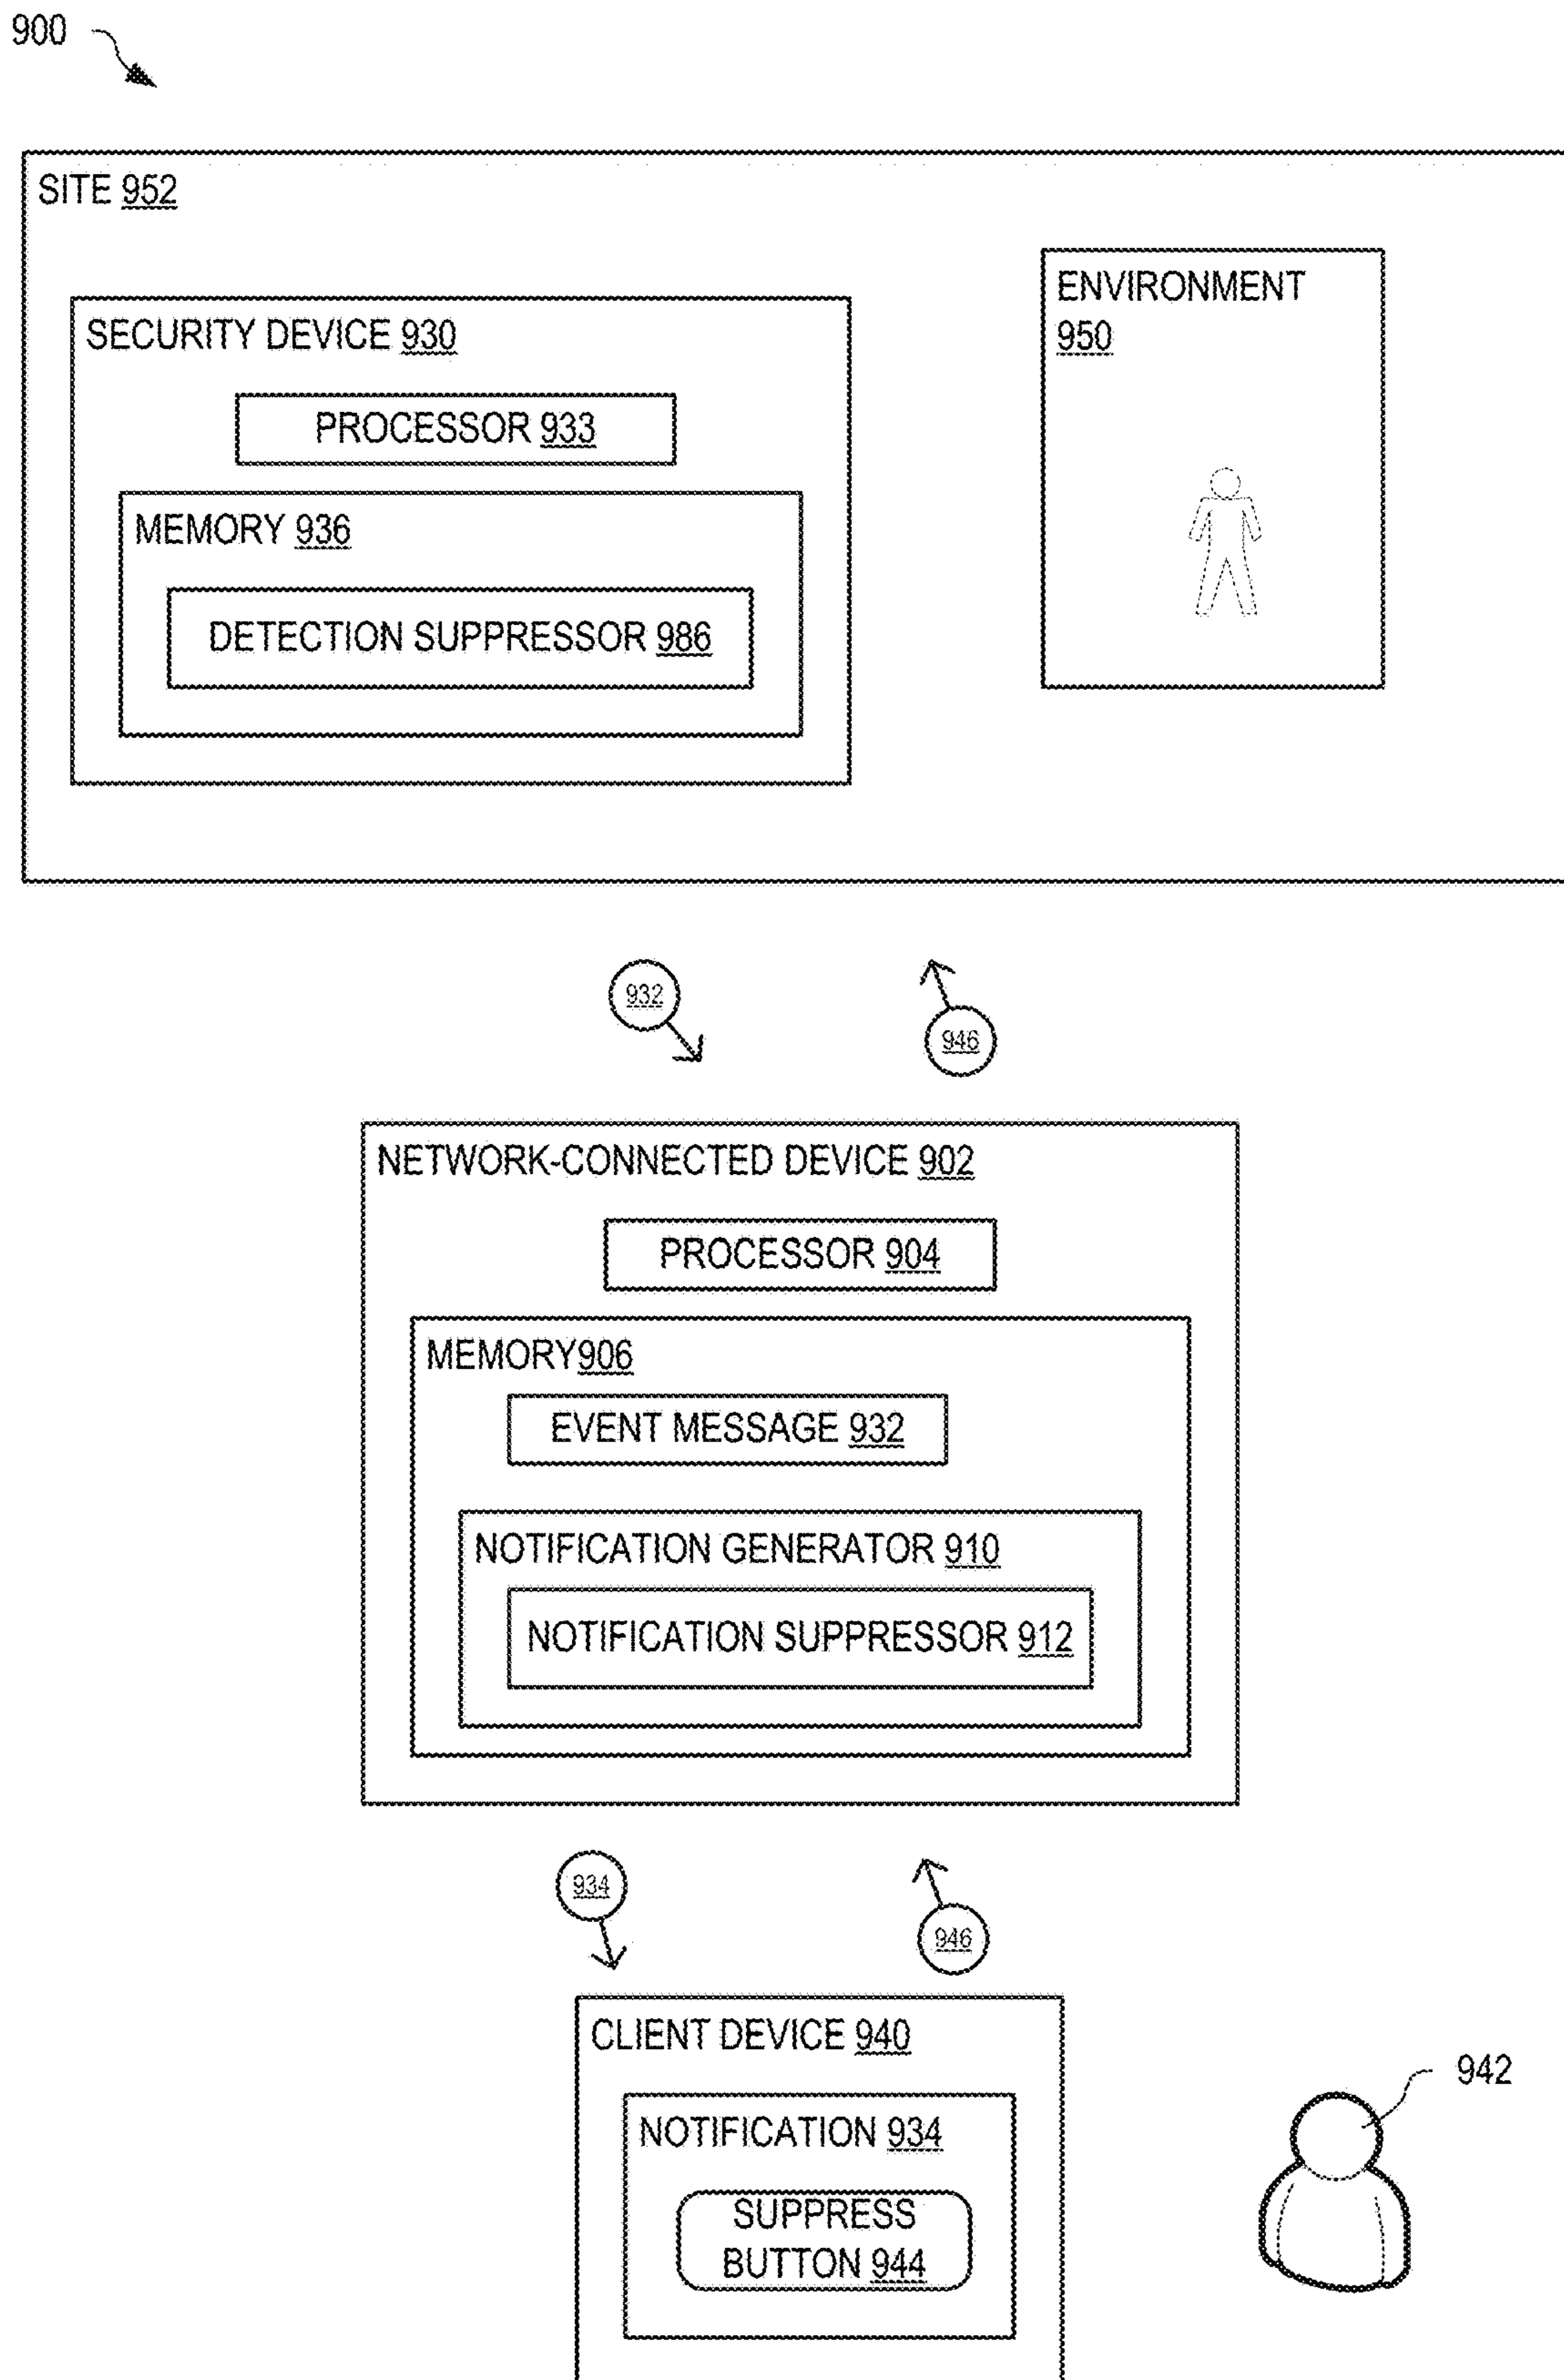 900
SITE 952
ENVIRONMENT
950
SECURITY DEVICE 930
PROCESSOR 933
MEMORY 936
DETECTION SUPPRESSOR 986
932
946
NETWORK-CONNECTED DEVICE 902
PROCESSOR 904
MEMORY906
EVENT MESSAGE 932
NOTIFICATION GENERATOR 910
NOTIFICATION SUPPRESSOR 912
934
946
CLIENT DEVICE 940
942
NOTIFICATION 934
SUPPRESS
BUTTON 944